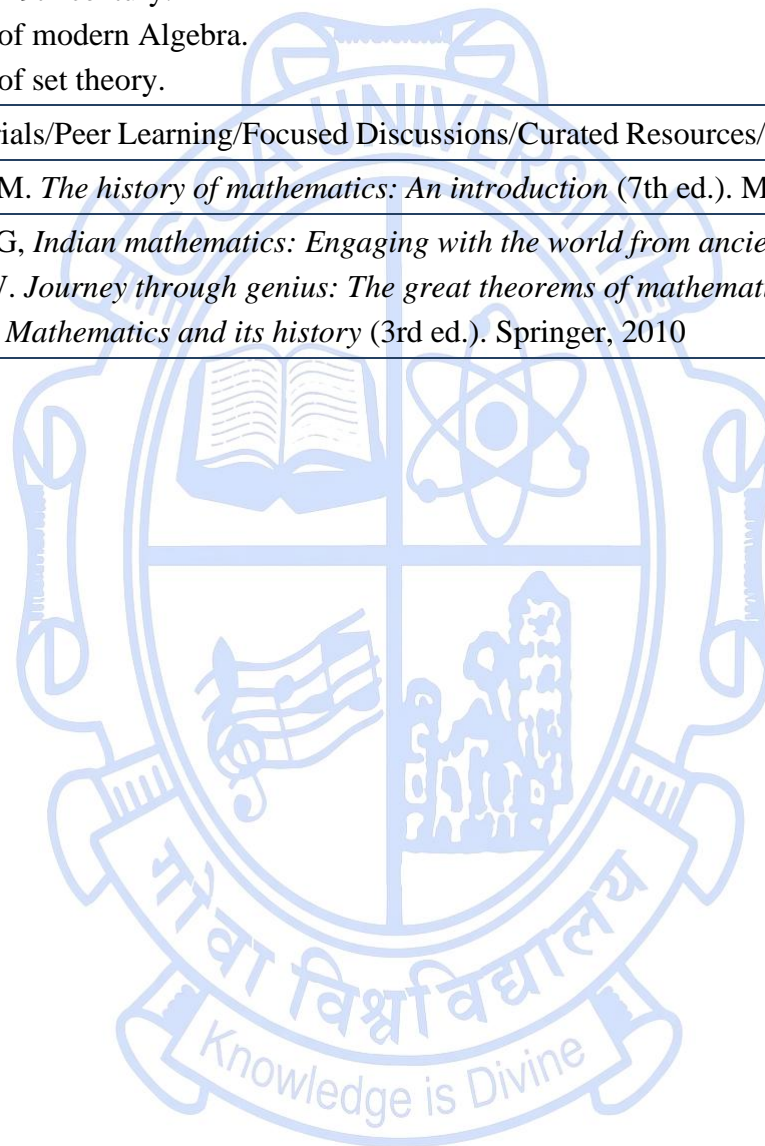 of modern Algebra.
of set theory.
rials/Peer Learning/Focused Discussions/Curated Resources/
M. The history of mathematics: An introduction (7th ed.). M
G, Indian mathematics: Engaging with the world from ancie
V. Journey through genius: The great theorems of mathemati
Mathematics and its history (3rd ed.). Springer, 2010
GOA UNIVERSITY
गोंवा विश्वविद्यालय
Knowledge is Divine